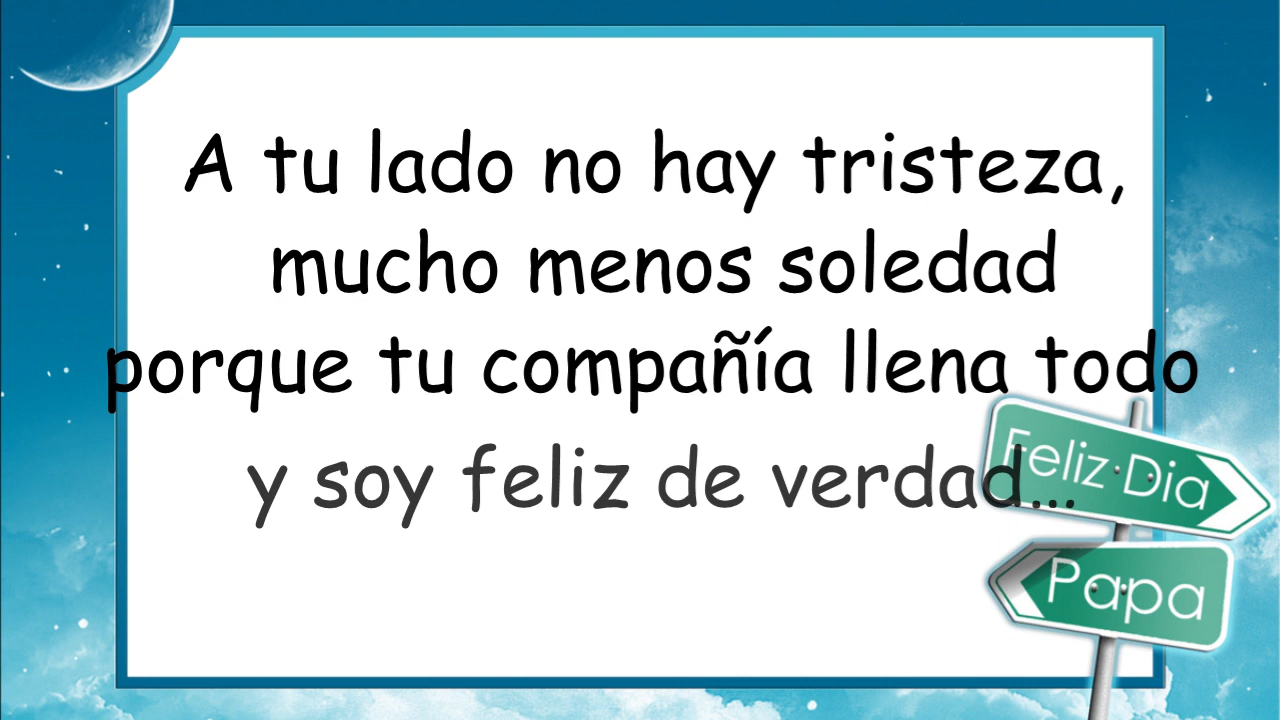 A tu lado no hay tristeza,
mucho menos soledad
porque tu compañía llena todo
y soy feliz de verdad...
Feliz Dia
Papa